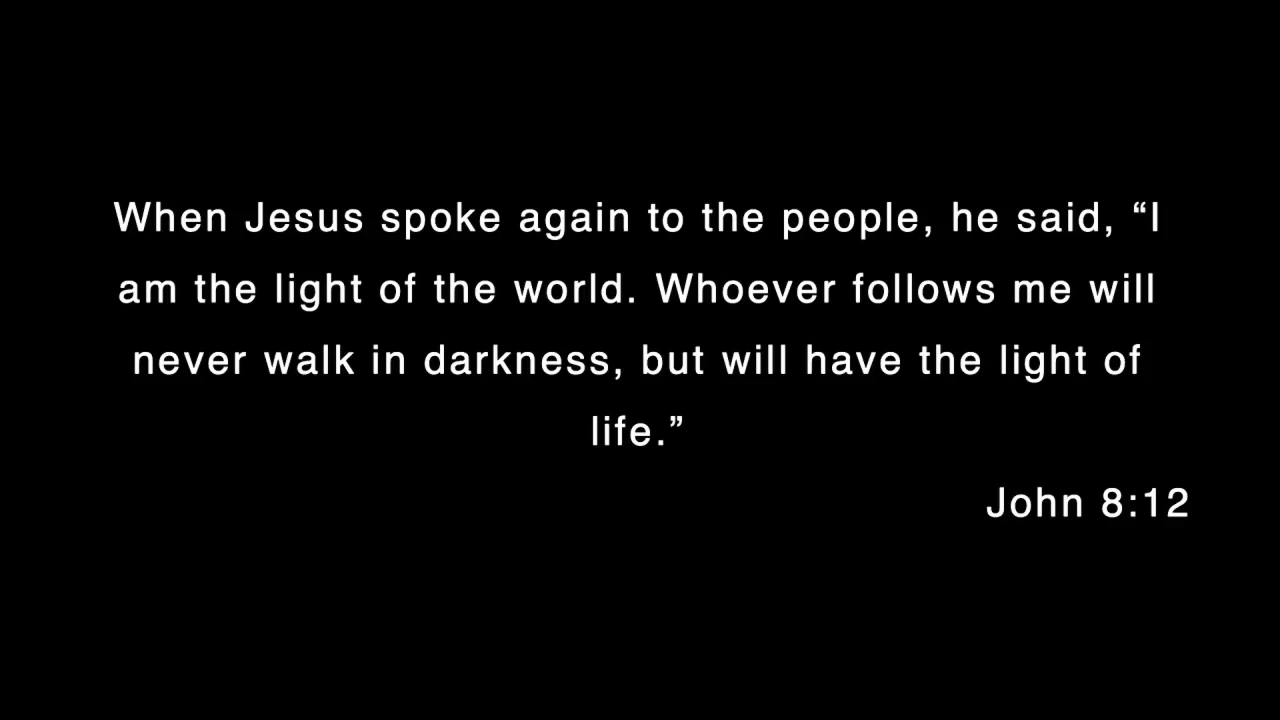 When Jesus spoke again to the people, he said, “I
am the light of the world. Whoever follows me will
never walk in darkness, but will have the light of
life.”
John 8:12